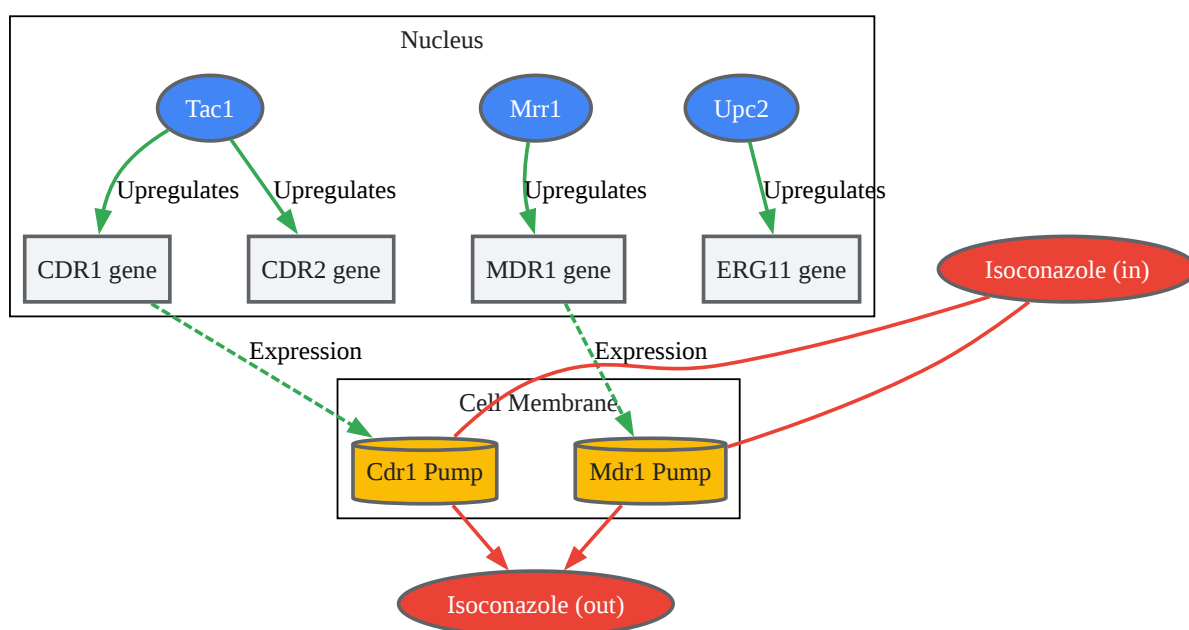 Nucleus
Tac1
Mrr1
Upc2
Upregulates
Upregulates
Upregulates
Upregulates
CDR1 gene
CDR2 gene
MDR1 gene
ERG11 gene
Isoconazole (in)
Expression
Expression
Cell Membrane
Cdr1 Pump
Mdr1 Pump
Isoconazole (out)